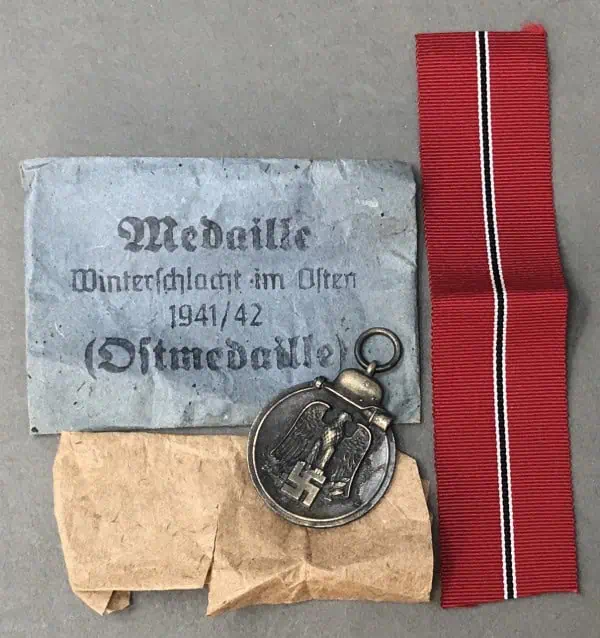 Medaille
Winterschlacht im Osten
1941/42
(Ostmedaille)